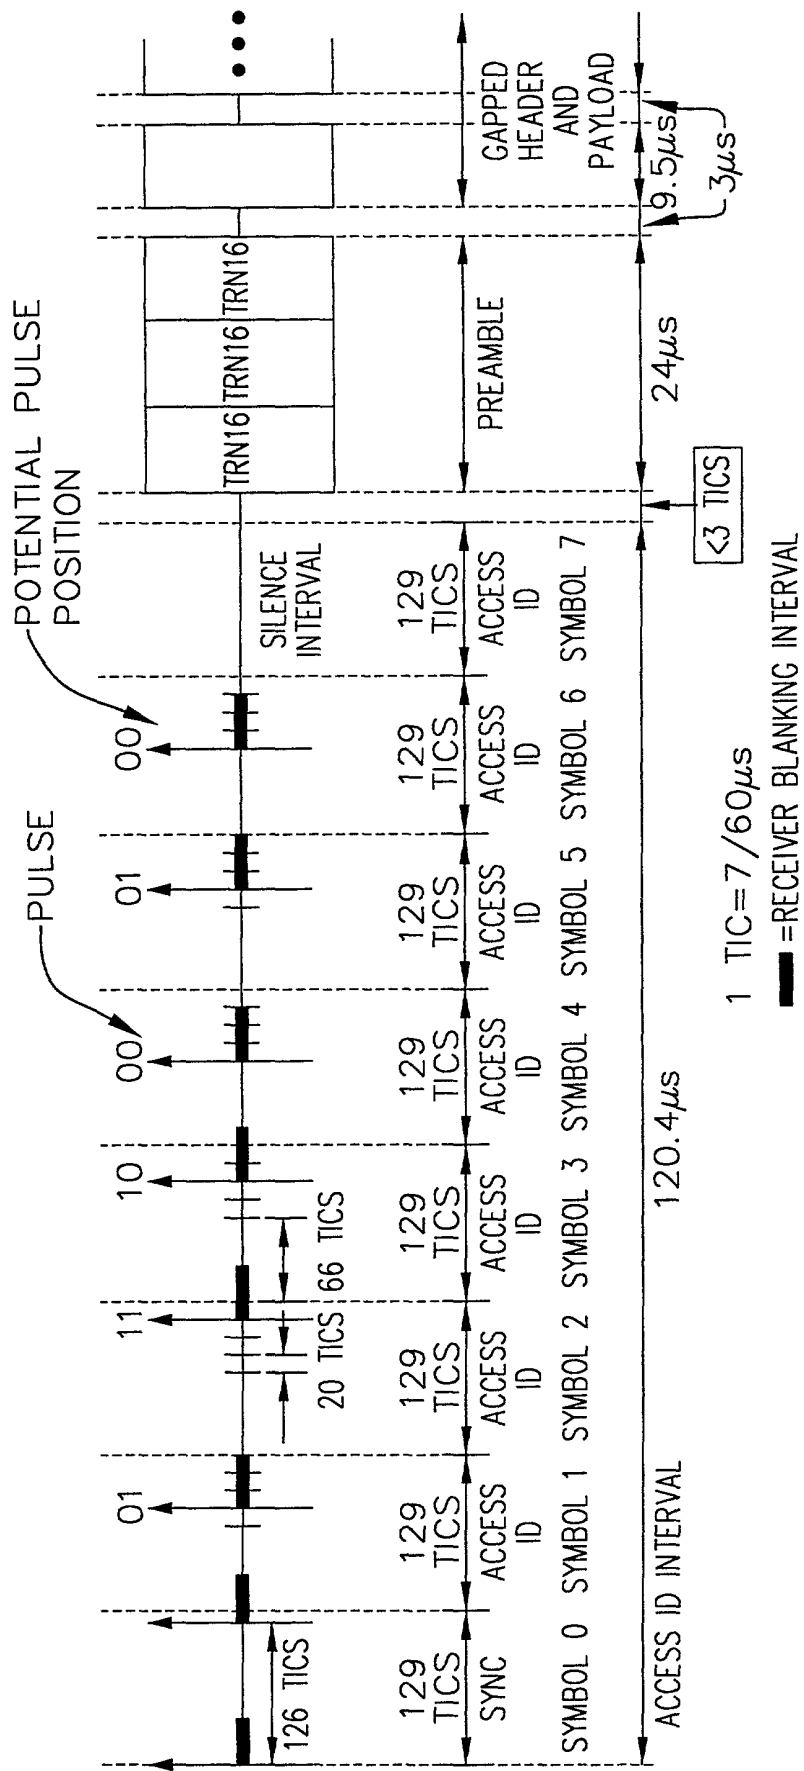 PULSE
POTENTIAL PULSE
POSITION
01
11
10
00
01
00
126 TICS
20 TICS
66 TICS
SILENCE
INTERVAL
TRN16
TRN16
TRN16
129
TICS
SYNC
129
TICS
ACCESS
ID
129
TICS
ACCESS
ID
129
TICS
ACCESS
ID
129
TICS
ACCESS
ID
129
TICS
ACCESS
ID
129
TICS
ACCESS
ID
129
TICS
ACCESS
ID
PREAMBLE
GAPPED
HEADER
AND
PAYLOAD
SYMBOL 0
SYMBOL 1
SYMBOL 2
SYMBOL 3
SYMBOL 4
SYMBOL 5
SYMBOL 6
SYMBOL 7
ACCESS ID INTERVAL
120.4µs
<3 TICS
24µs
9.5µs
3µs
1 TIC=7/60µs
=RECEIVER BLANKING INTERVAL